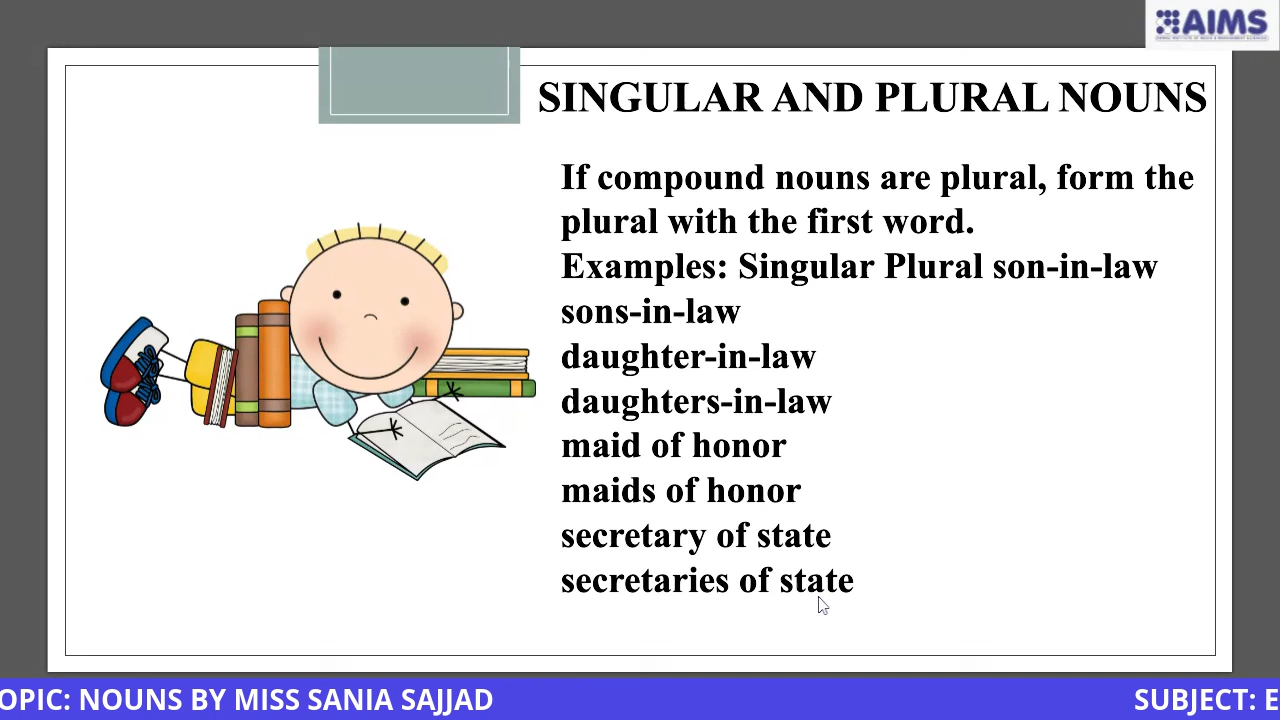 AIMS
SINGULAR AND PLURAL NOUNS
If compound nouns are plural, form the
plural with the first word.
Examples: Singular Plural son-in-law
sons-in-law
daughter-in-law
daughters-in-law
maid of honor
maids of honor
secretary of state
secretaries of state
OPIC: NOUNS BY MISS SANIA SAJJAD
SUBJECT: E